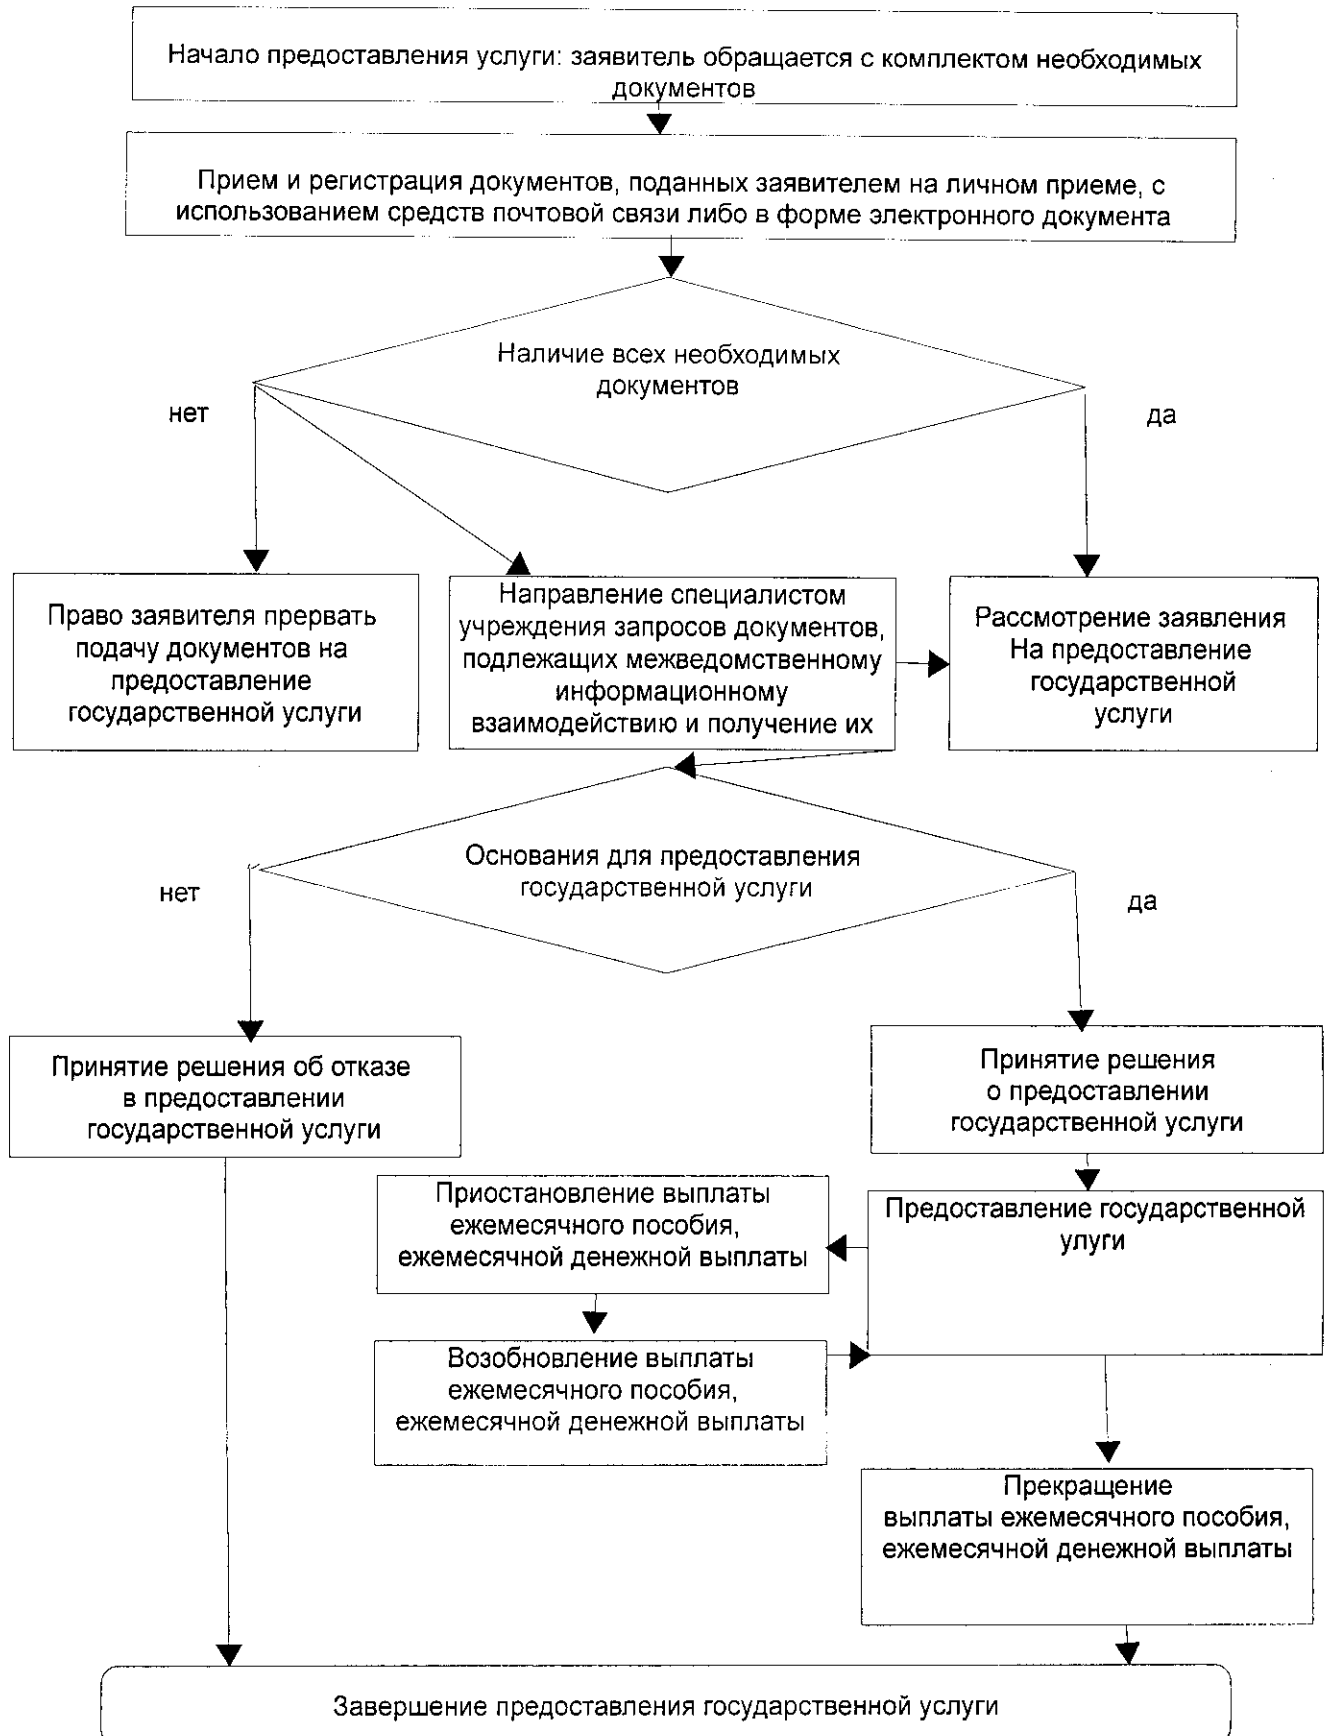 Начало предоставления услуги: заявитель обращается с комплектом необходимых
документов
Прием и регистрация документов, поданных заявителем на личном приеме, с
использованием средств почтовой связи либо в форме электронного документа
Наличие всех необходимых
документов
нет
да
Право заявителя прервать
подачу документов на
предоставление
государственной услуги
Направление специалистом
учреждения запросов документов,
подлежащих межведомственному
информационному
взаимодействию и получение их
Рассмотрение заявления
На предоставление
государственной
услуги
Основания для предоставления
государственной услуги
нет
да
Принятие решения об отказе
в предоставлении
государственной услуги
Принятие решения
о предоставлении
государственной услуги
Приостановление выплаты
ежемесячного пособия,
ежемесячной денежной выплаты
Предоставление государственной
улуги
Возобновление выплаты
ежемесячного пособия,
ежемесячной денежной выплаты
Прекращение
выплаты ежемесячного пособия,
ежемесячной денежной выплаты
Завершение предоставления государственной услуги